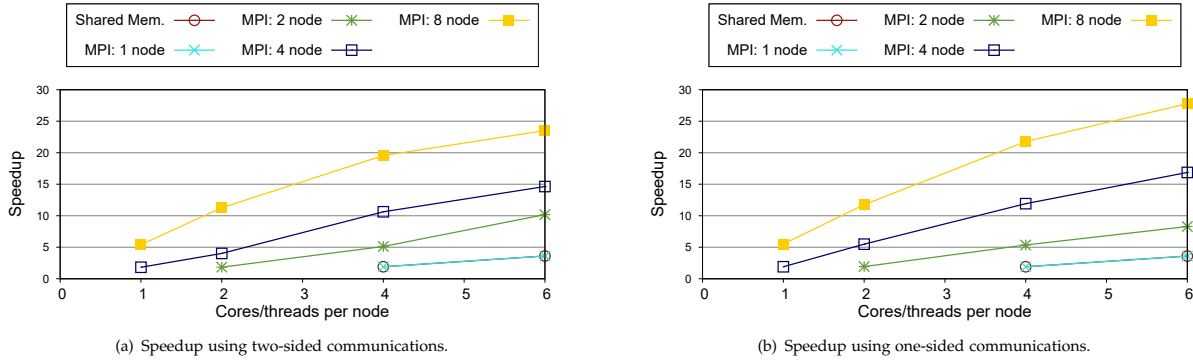 Shared Mem. MPI: 2 node MPI: 8 node
MPI: 1 node MPI: 4 node
30
25
20
15
10
5
0
Speedup
0 1 2 3 4 5 6
Cores/threads per node
(a) Speedup using two-sided communications.
Shared Mem. MPI: 2 node MPI: 8 node
MPI: 1 node MPI: 4 node
30
25
20
15
10
5
0
Speedup
0 1 2 3 4 5 6
Cores/threads per node
(b) Speedup using one-sided communications.